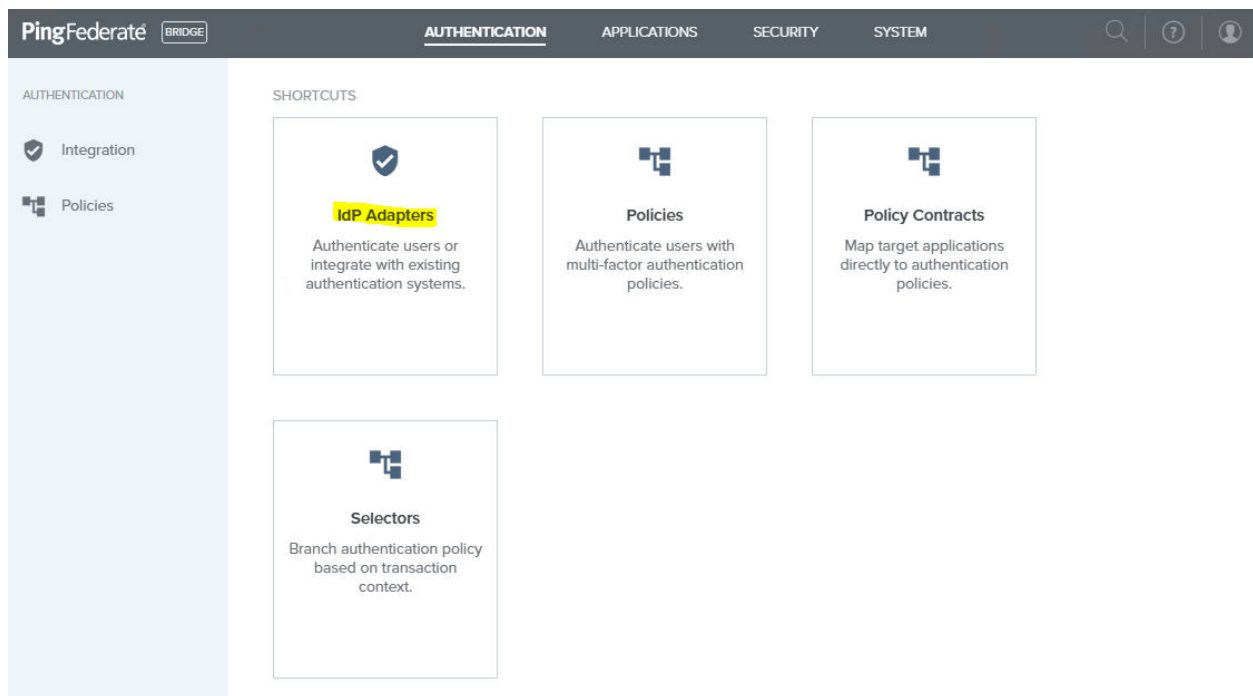 PingFederate BRIDGE AUTHENTICATION APPLICATIONS SECURITY SYSTEM
AUTHENTICATION
Integration
Policies
SHORTCUTS
IdP Adapters
Authenticate users or
integrate with existing
authentication systems.
Policies
Authenticate users with
multi-factor authentication
policies.
Policy Contracts
Map target applications
directly to authentication
policies.
Selectors
Branch authentication policy
based on transaction
context.